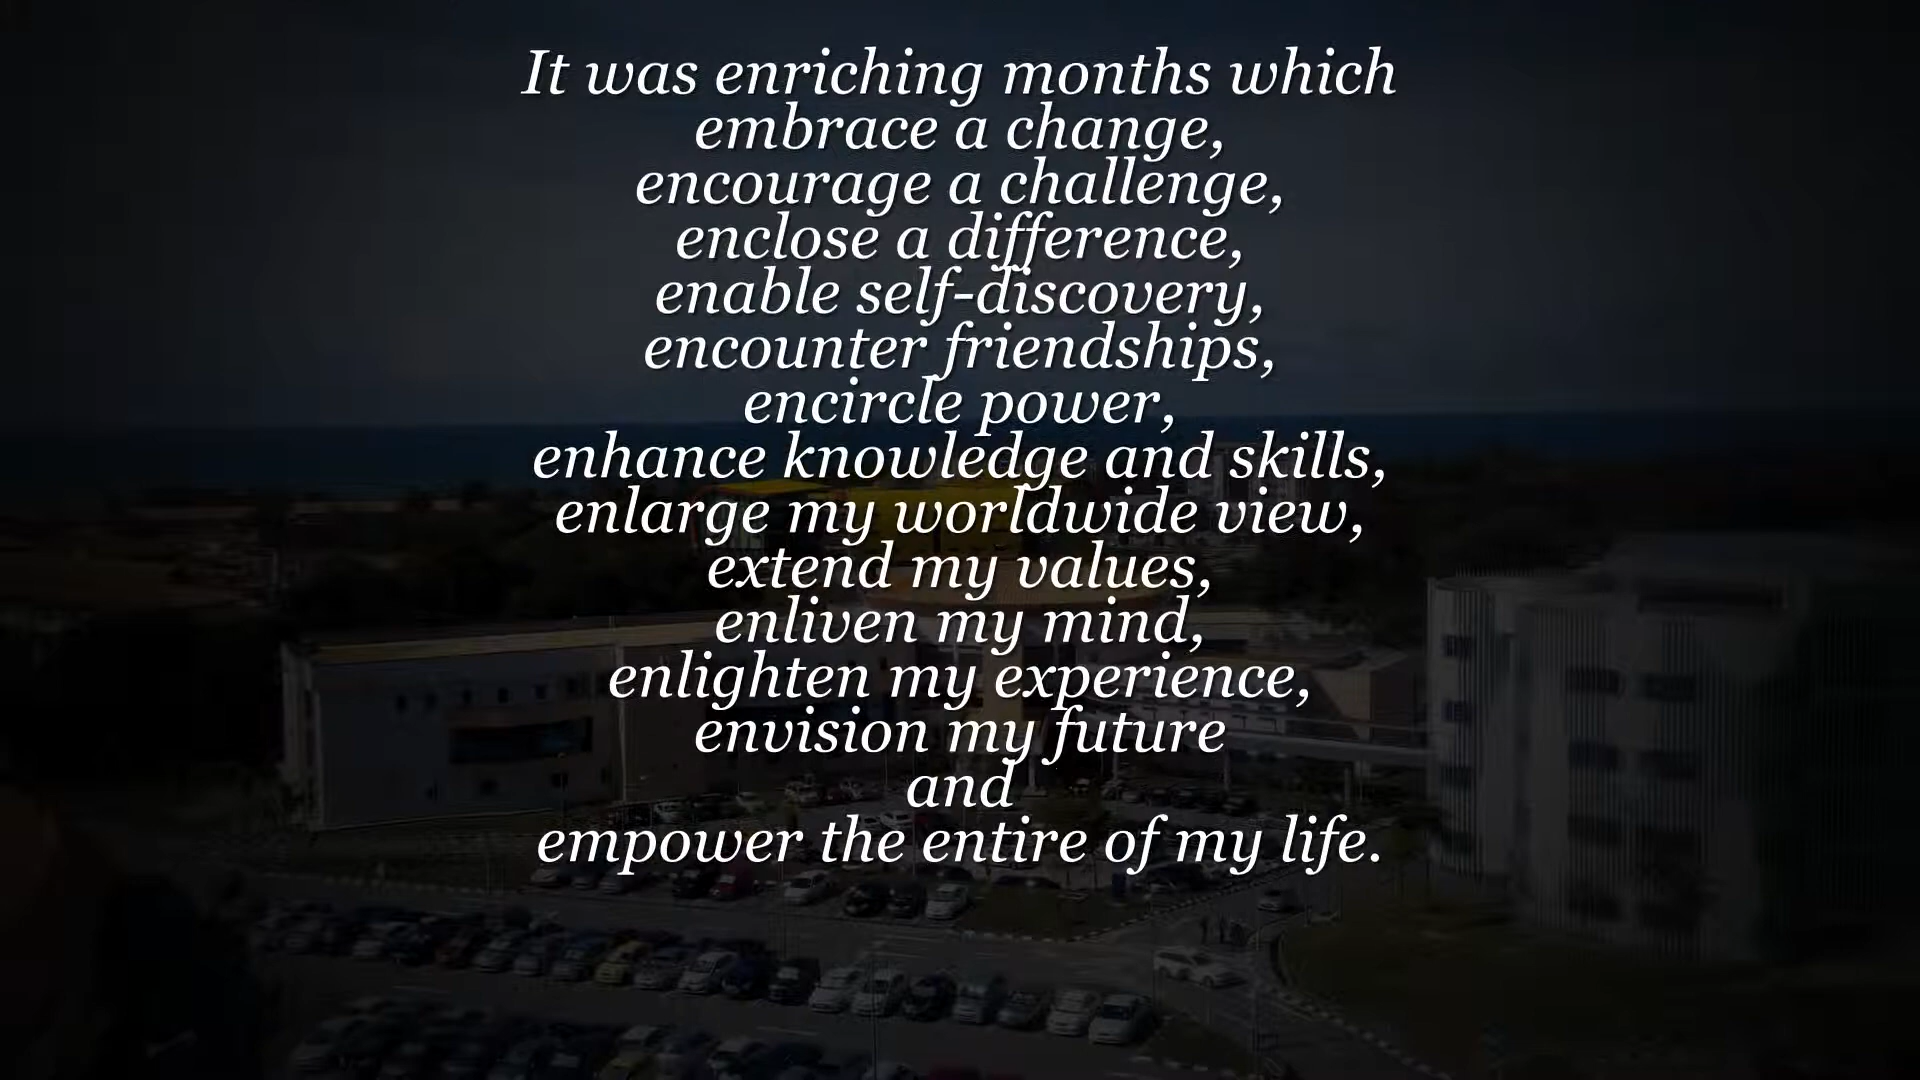 It was enriching months which
embrace a change,
encourage a challenge,
enclose a difference,
enable self-discovery,
encounter friendships,
encircle power,
enhance knowledge and skills,
enlarge my worldwide view,
extend my values,
enliven my mind,
enlighten my experience,
envision my future
and
empower the entire of my life.